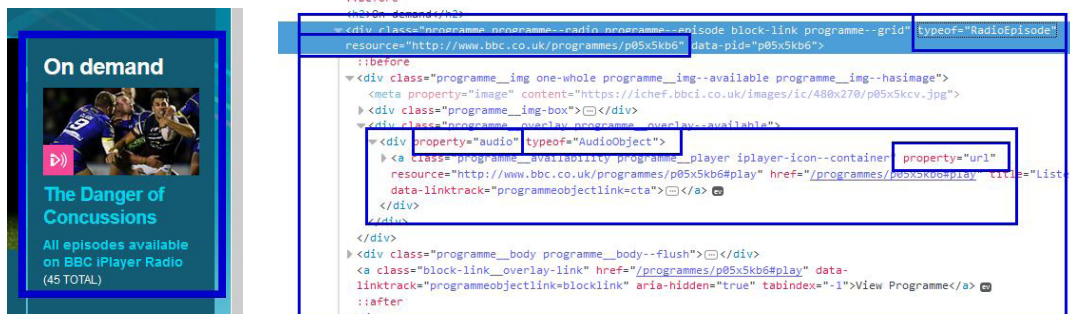 On demand
The Danger of
Concussions
All episodes available
on BBC iPlayer Radio
(45 TOTAL)
<h2>On demand</h2>
<div class="programme programme--radio programme--episode block-link programme--grid" typeof="RadioEpisode"
resource="http://www.bbc.co.uk/programmes/p05x5kb6" data-pid="p05x5kb6">
::before
<div class="programme__img one-whole programme__img--available programme__img--hasimage">
<meta property="image" content="https://ichef.bbci.co.uk/images/ic/480x270/p05x5kcv.jpg">
<div class="programme__img-box"></div>
<div class="programme__overlay programme__overlay--available">
<div property="audio" typeof="AudioObject">
<a class="programme__availability programme__player iplayer-icon--container" property="url"
resource="http://www.bbc.co.uk/programmes/p05x5kb6#play" href="/programmes/p05x5kb6#play" title="Liste
data-linktrack="programmeobjectlink=cta"></a> ev
</div>
</div>
</div>
<div class="programme__body programme__body--flush"></div>
<a class="block-link__overlay-link" href="/programmes/p05x5kb6#play" data-
linktrack="programmeobjectlink=blocklink" aria-hidden="true" tabindex="-1">View Programme</a> ev
::after